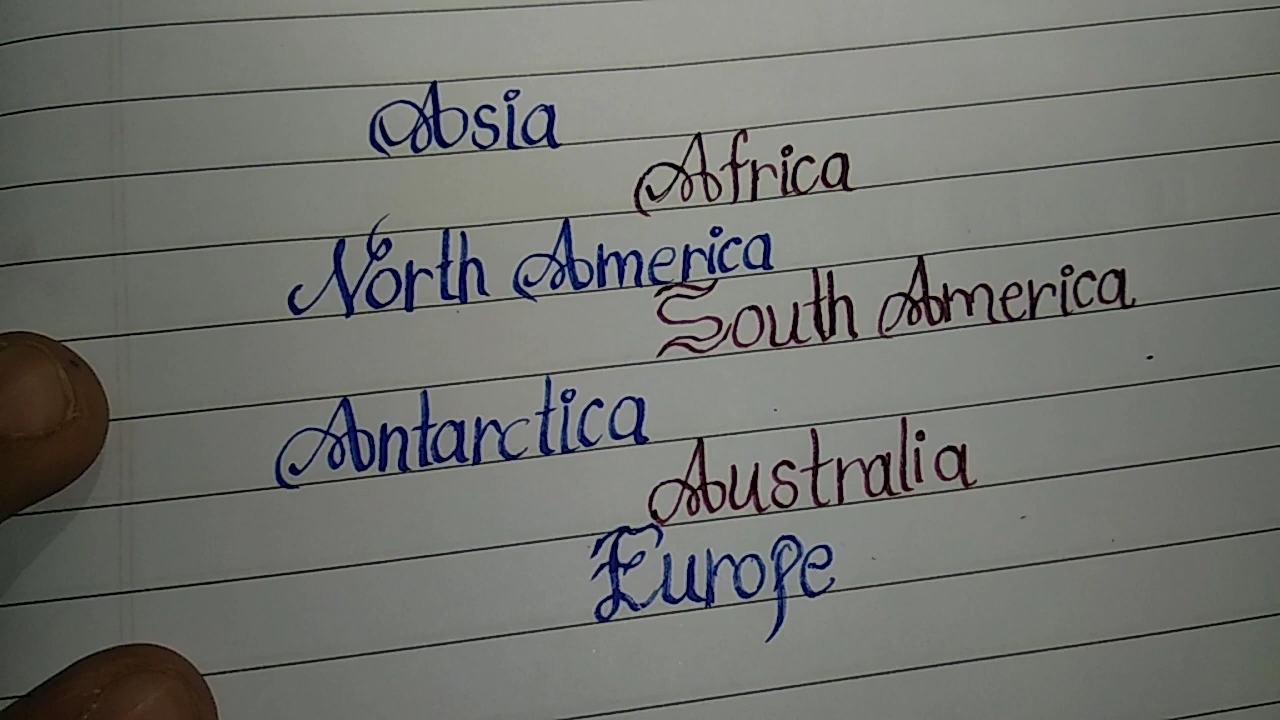 Asia
Africa
North America
South America
Antarctica
Australia
Europe